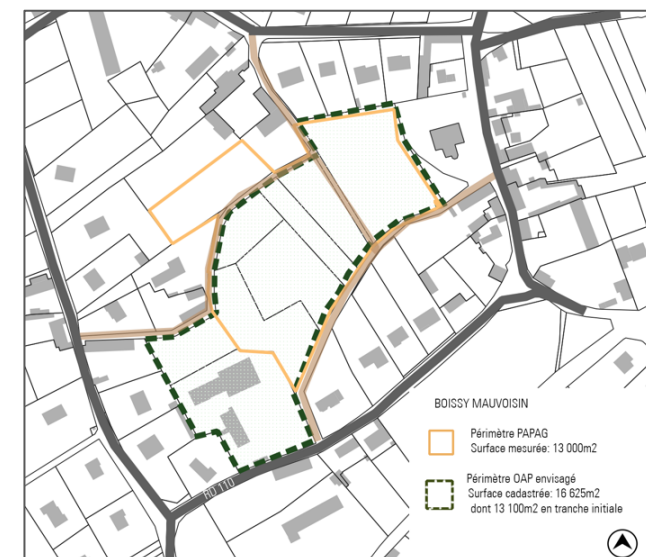 BOISSY MAUVOISIN
Périmètre PAPAG
Surface mesurée: 13 000m2
Périmètre OAP envisagé
Surface cadastrée: 16 625m2
dont 13 100m2 en tranche initiale
RD 110